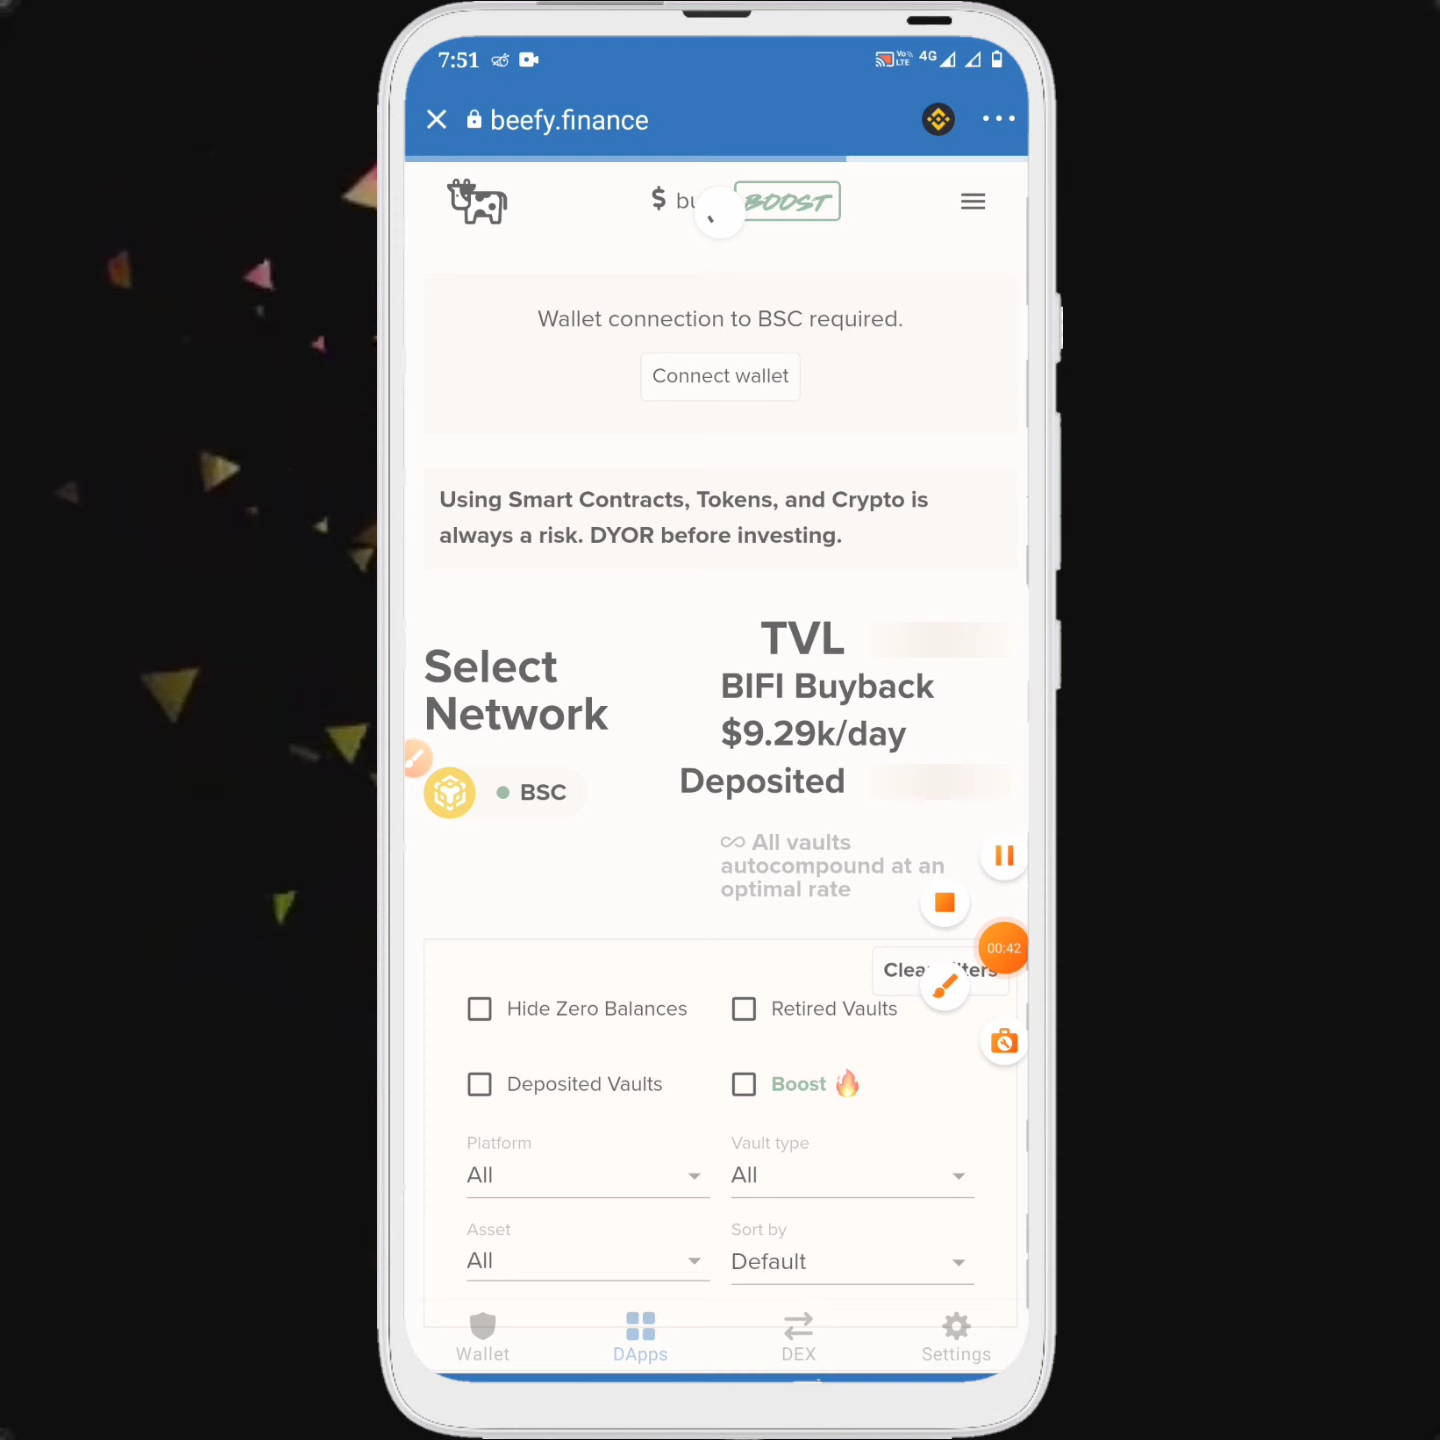 7:51
Vo
LTE
4G
beefy.finance
$
BOOST
Wallet connection to BSC required.
Connect wallet
Using Smart Contracts, Tokens, and Crypto is
always a risk. DYOR before investing.
Select
Network
BSC
TVL
BIFI Buyback
$9.29k/day
Deposited
All vaults
autocompound at an
optimal rate
00:42
Hide Zero Balances
Retired Vaults
Deposited Vaults
Boost
Platform
All
Vault type
All
Asset
All
Sort by
Default
Wallet
DApps
DEX
Settings